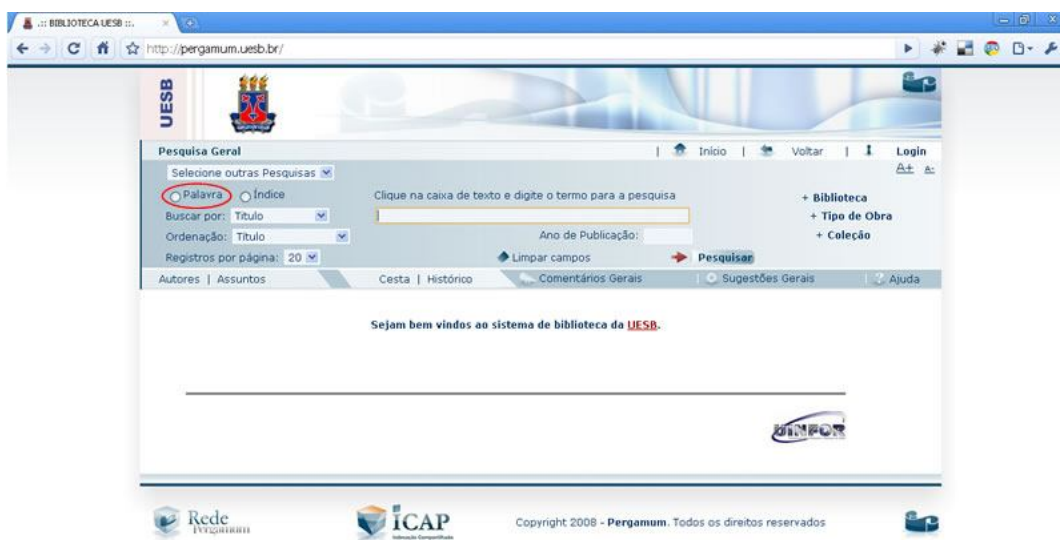 .:: BIBLIOTECA UESB ::.
http://pergamum.uesb.br/
UESB
Pesquisa Geral | Início | Voltar | Login
Selecione outras Pesquisas A+ A-
Palavra Índice Clique na caixa de texto e digite o termo para a pesquisa + Biblioteca
Buscar por: Título + Tipo de Obra
Ordenação: Título Ano de Publicação: + Coleção
Registros por página: 20 Limpar campos Pesquisar
Autores | Assuntos Cesta | Histórico Comentários Gerais | Sugestões Gerais | Ajuda
Sejam bem vindos ao sistema de biblioteca da UESB.
UINFOR
Rede
Pergamum
ICAP
Indexação Compartilhada
Copyright 2008 - Pergamum. Todos os direitos reservados